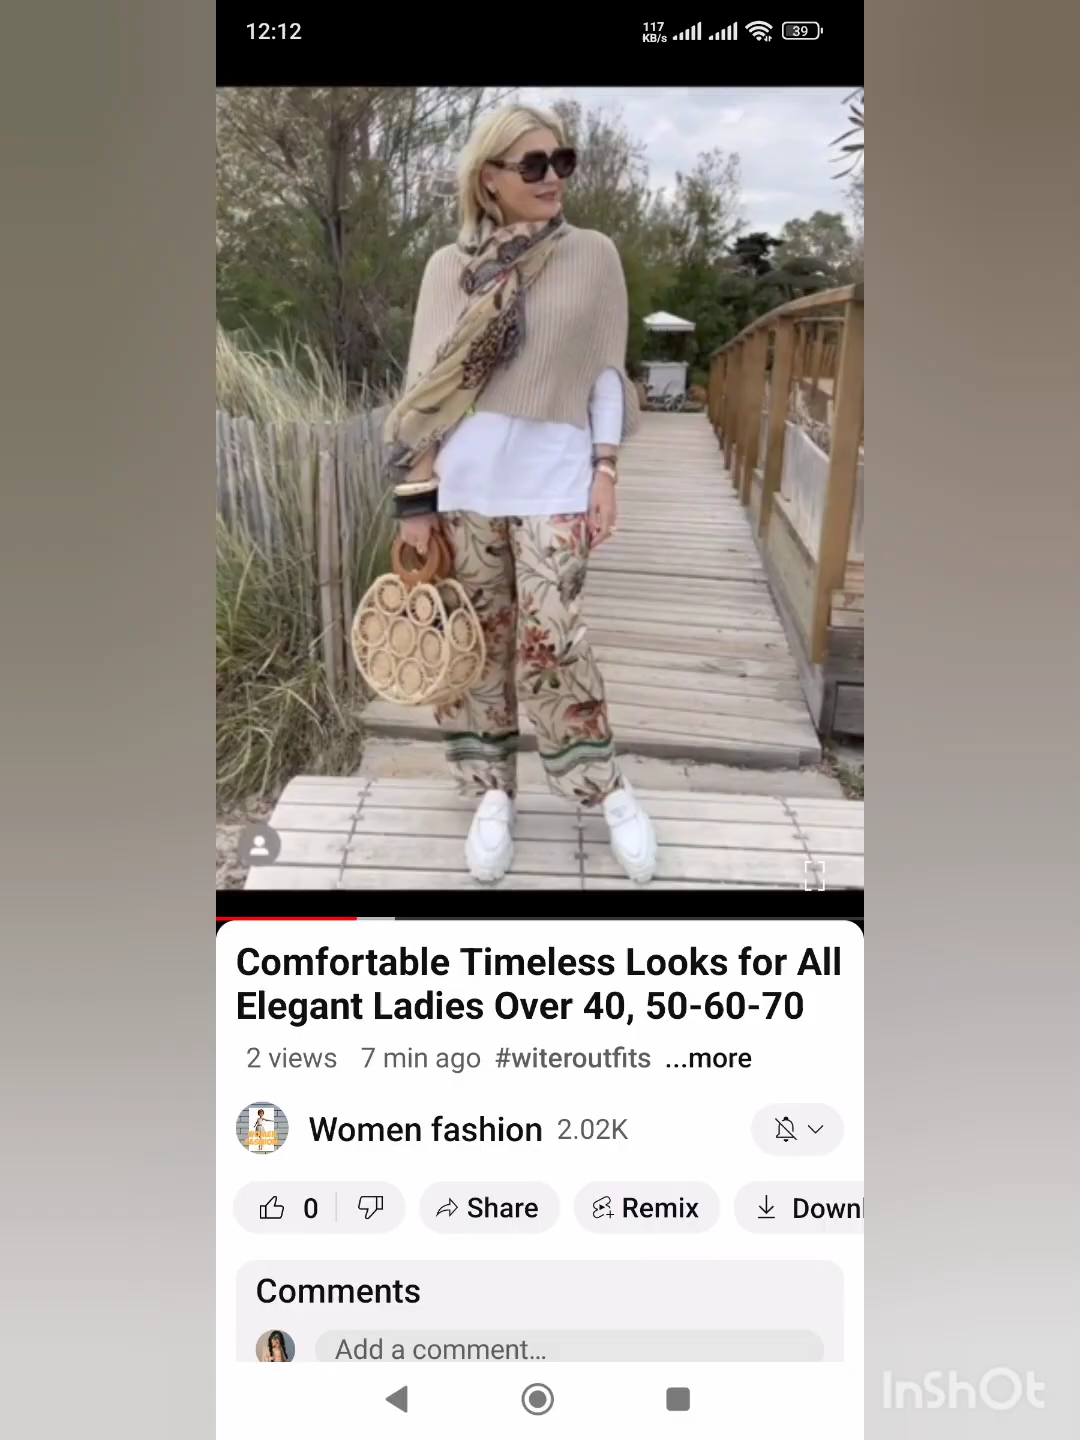 12:12
117
KB/s
39
Comfortable Timeless Looks for All
Elegant Ladies Over 40, 50-60-70
2 views 7 min ago #witeroutfits ...more
Women fashion 2.02K
0 Share Remix Downl
Comments
Add a comment...
InShOt